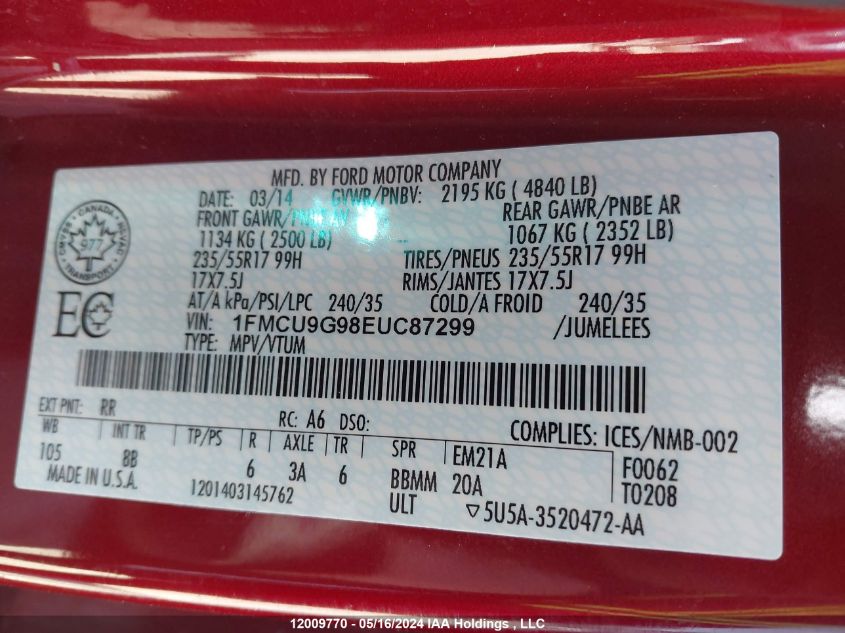 MFD. BY FORD MOTOR COMPANY
DATE: 03/14 GVWR/PNBV: 2195 KG ( 4840 LB)
FRONT GAWR/PNBE AV REAR GAWR/PNBE AR
1134 KG ( 2500 LB) 1067 KG ( 2352 LB)
235/55R17 99H TIRES/PNEUS 235/55R17 99H
17X7.5J RIMS/JANTES 17X7.5J
AT/A kPa/PSI/LPC 240/35 COLD/A FROID 240/35
VIN: 1FMCU9G98EUC87299 /JUMELEES
TYPE: MPV/VTUM
CANADA
977
TRANSPORT
EC
EXT PNT: RR RC: A6 DSO: COMPLIES: ICES/NMB-002
WB INT TR TP/PS R AXLE TR SPR EM21A F0062
105 8B 6 3A 6 BBMM 20A T0208
MADE IN U.S.A. 1201403145762 ULT ▽5U5A-3520472-AA
12009770 - 05/16/2024 IAA Holdings , LLC